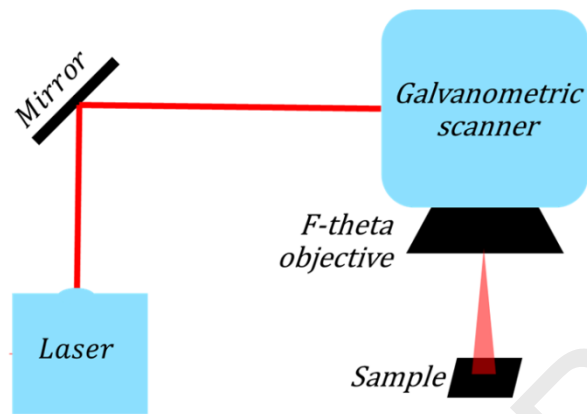 Mirror
Galvanometric
scanner
F-theta
objective
Laser
Sample